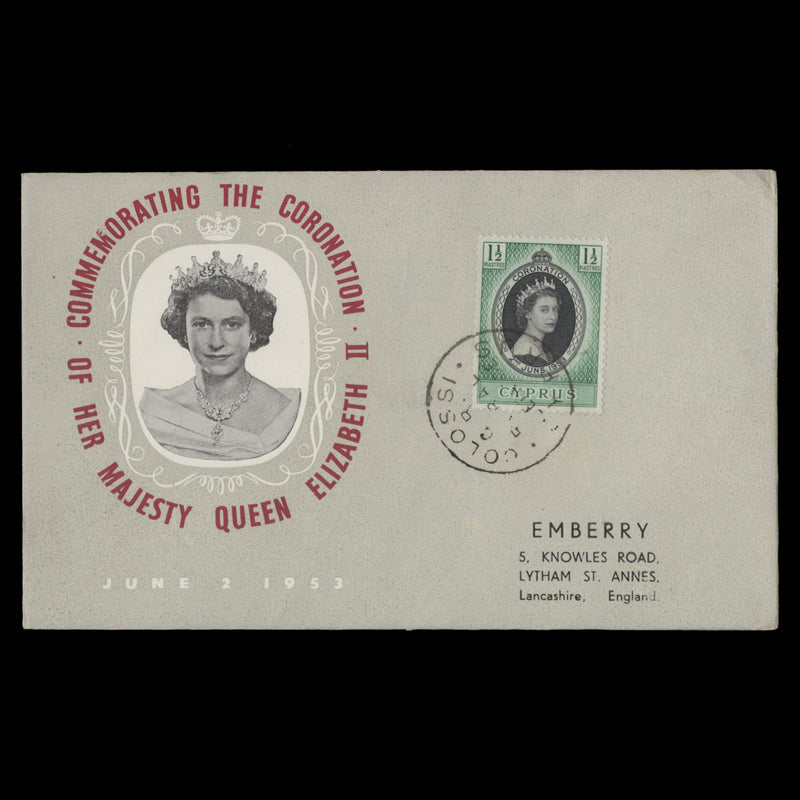 COMMEMORATING THE CORONATION · II
· OF HER MAJESTY QUEEN ELIZABETH
JUNE 2 1953
1½ 1½
PIASTRES PIASTRES
CORONATION
2ND JUNE, 1953
CYPRUS
COLOSSI
EMBERRY
5, KNOWLES ROAD,
LYTHAM ST. ANNES,
Lancashire, England.